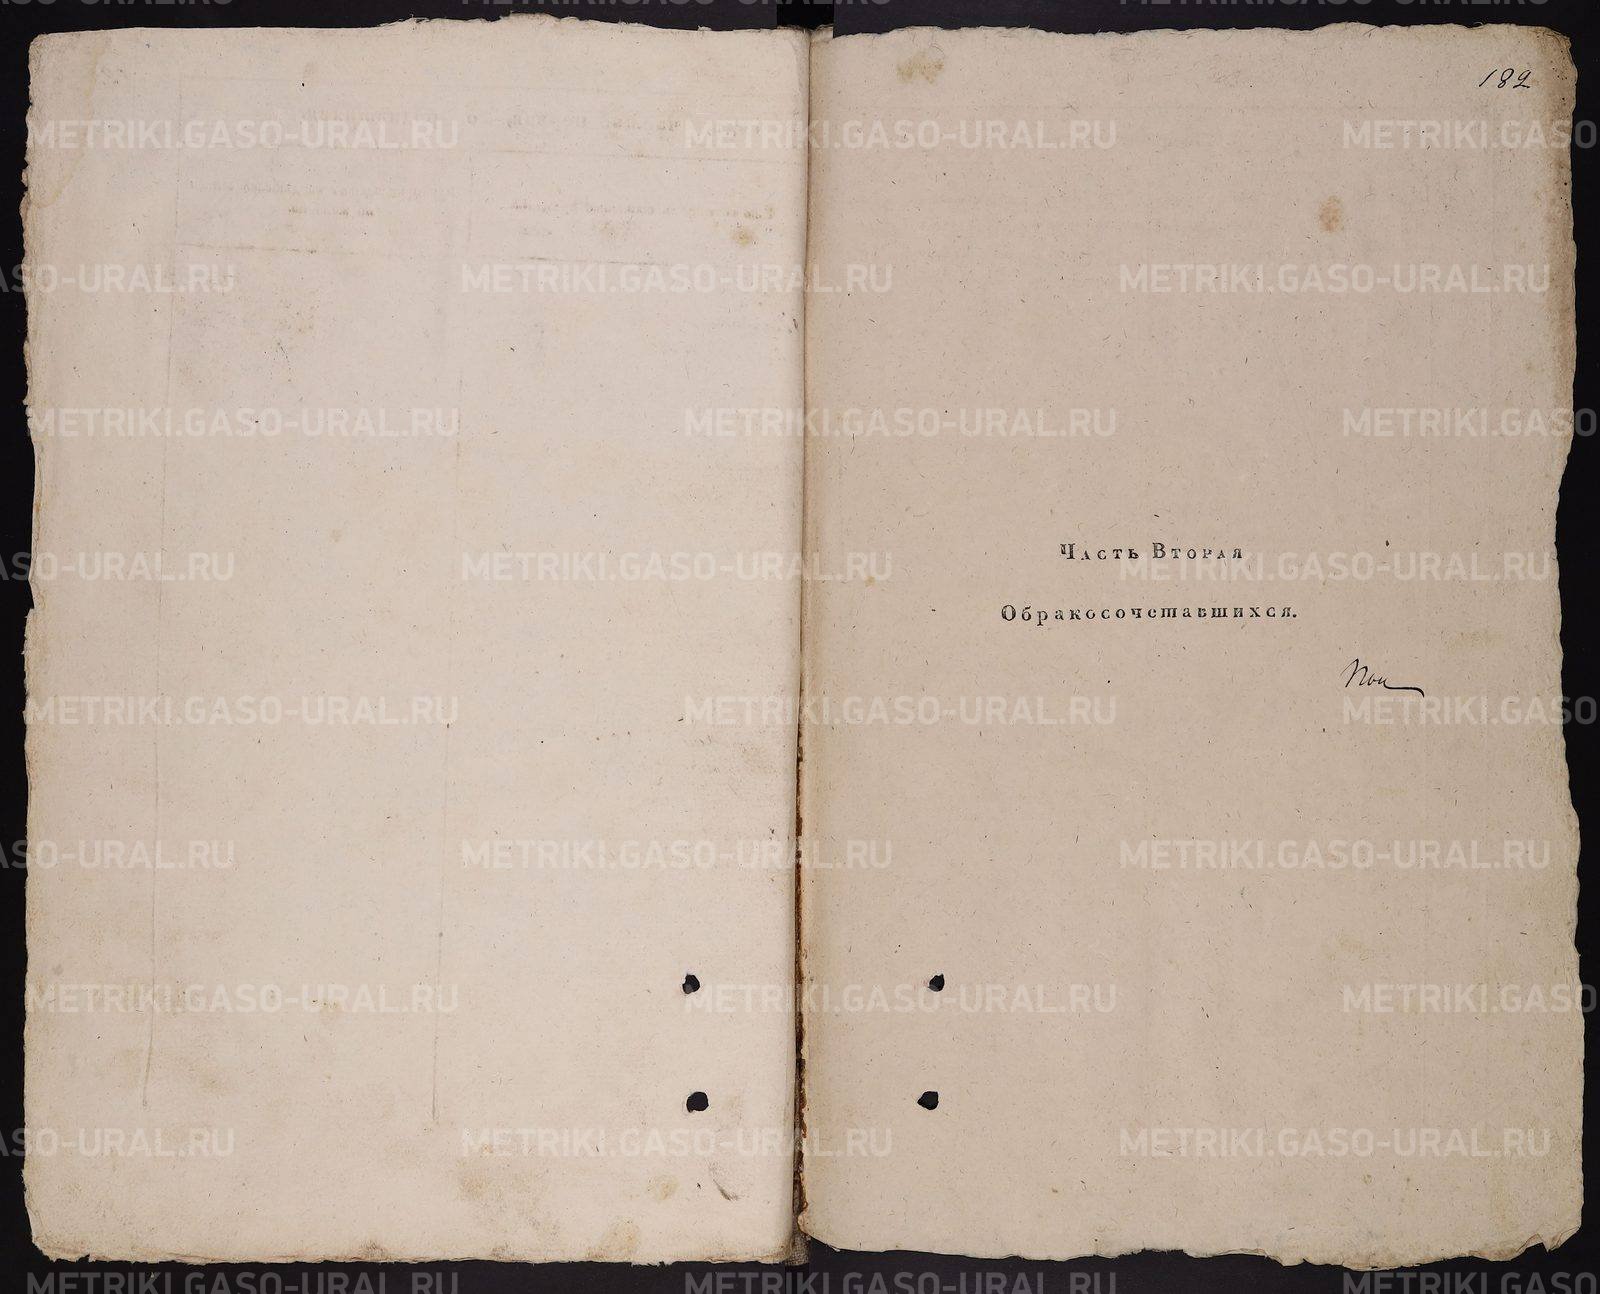 182
Часть Вторая
Обракосочетавшихся.
METRIKI.GASO-URAL.RU